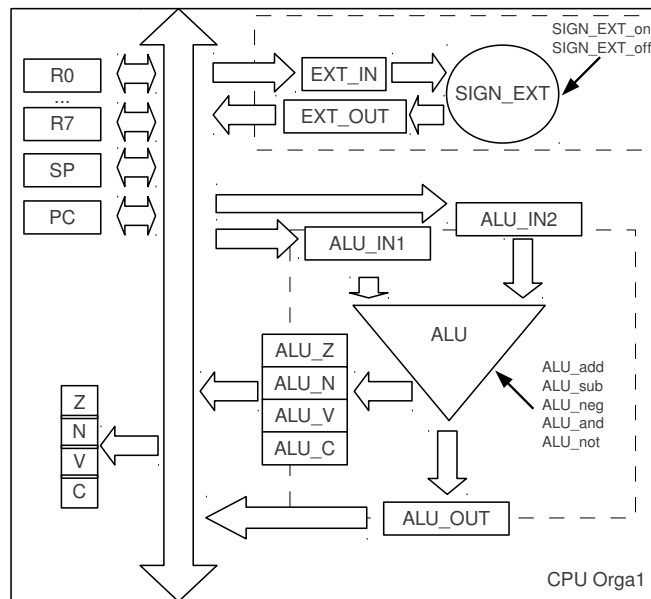 SIGN_EXT_on
SIGN_EXT_off
R0
...
R7
SP
PC
EXT_IN
EXT_OUT
SIGN_EXT
ALU_IN1
ALU_IN2
ALU
ALU_Z
ALU_N
ALU_V
ALU_C
ALU_add
ALU_sub
ALU_neg
ALU_and
ALU_not
Z
N
V
C
ALU_OUT
CPU Orga1